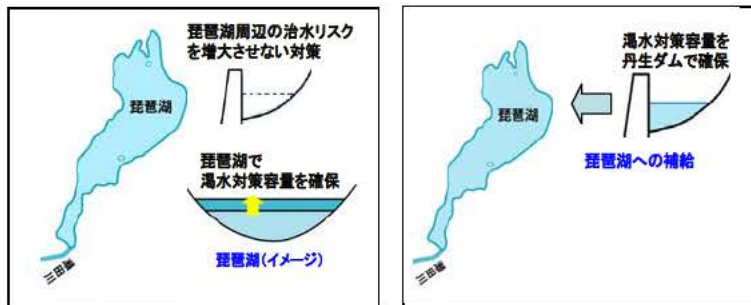 琵琶湖周辺の治水リスク
を増大させない対策
琵琶湖
琵琶湖で
渇水対策容量を確保
琵琶湖(イメージ)
瀬田川
渇水対策容量を
丹生ダムで確保
琵琶湖
琵琶湖への補給
瀬田川